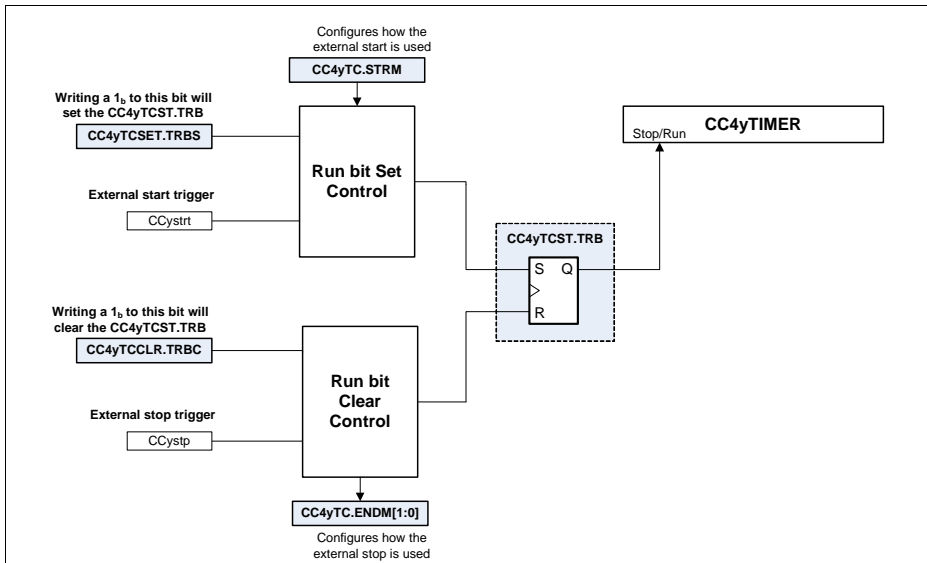 Configures how the
external start is used
CC4yTC.STRM
Writing a 1b to this bit will
set the CC4yTCST.TRB
CC4yTCSET.TRBS
External start trigger
CCystrt
Run bit Set
Control
CC4yTIMER
Stop/Run
CC4yTCST.TRB
S Q
R
Writing a 1b to this bit will
clear the CC4yTCST.TRB
CC4yTCCLR.TRBC
External stop trigger
CCystp
Run bit
Clear
Control
CC4yTC.ENDM[1:0]
Configures how the
external stop is used